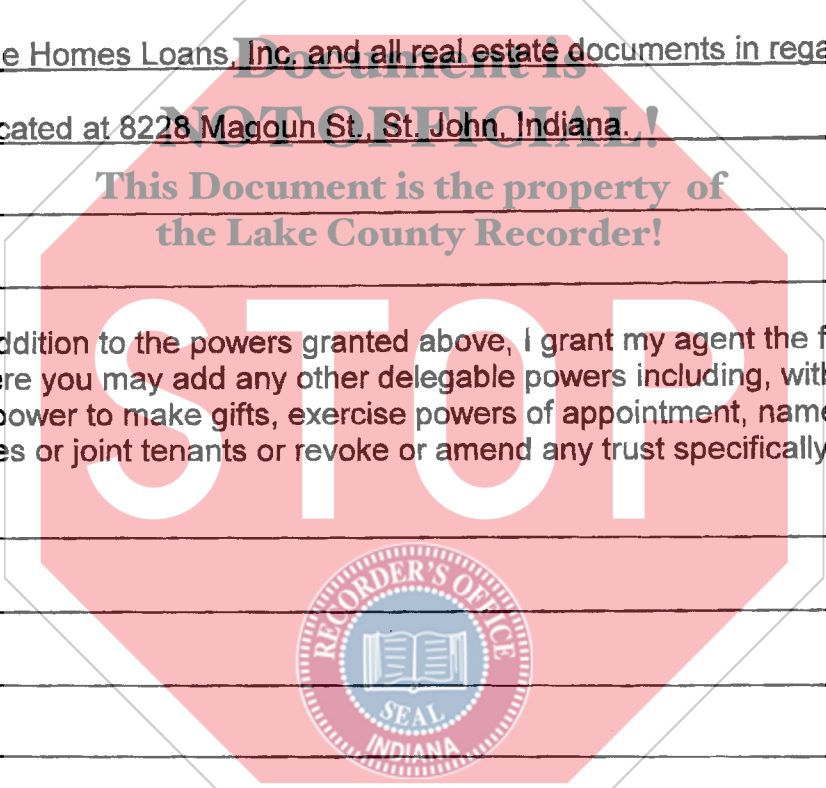 Document is
e Homes Loans, Inc. and all real estate documents in rega
NOT OFFICIAL!
cated at 8228 Magoun St., St. John, Indiana.
This Document is the property of
the Lake County Recorder!
STOP
ddition to the powers granted above, I grant my agent the f
re you may add any other delegable powers including, with
ower to make gifts, exercise powers of appointment, name
es or joint tenants or revoke or amend any trust specifically
RECORDER'S OFFICE
SEAL
INDIANA